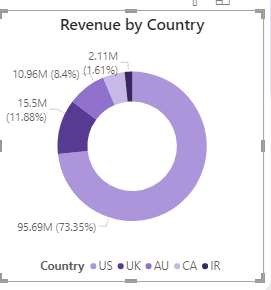 Revenue by Country
2.11M
(1.61%)
10.96M (8.4%)
15.5M
(11.88%)
95.69M (73.35%)
Country US UK AU CA IR